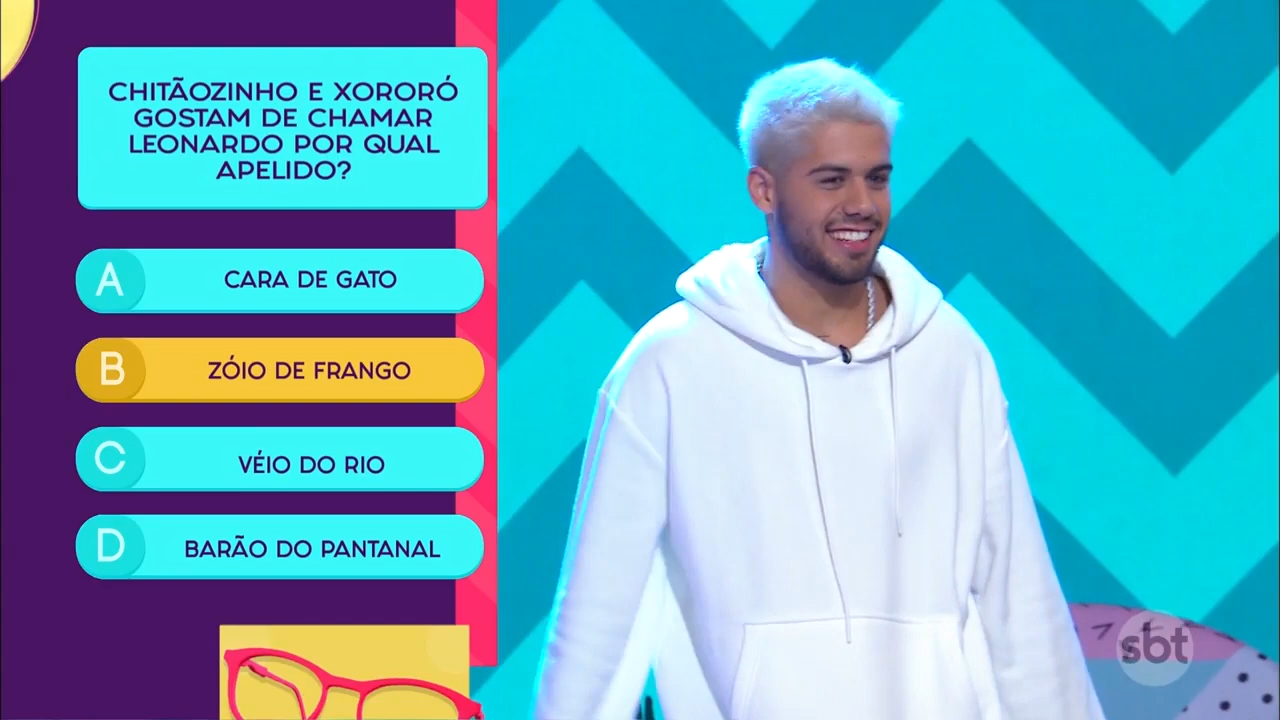 CHITÃOZINHO E XORORÓ
GOSTAM DE CHAMAR
LEONARDO POR QUAL
APELIDO?
A CARA DE GATO
B ZÓIO DE FRANGO
C VÉIO DO RIO
D BARÃO DO PANTANAL
sbt